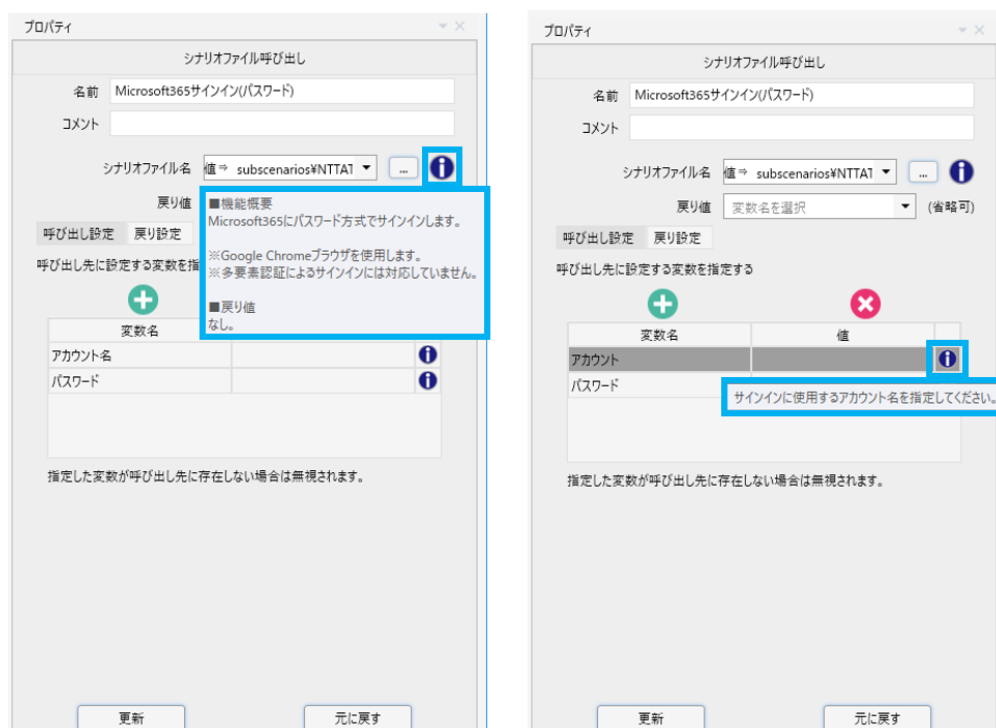 プロパティ
シナリオファイル呼び出し
名前 Microsoft365サインイン(パスワード)
コメント
シナリオファイル名 値⇒ subscenarios¥NTTAT ...
戻り値
■機能概要
Microsoft365にパスワード方式でサインインします。
※Google Chromeブラウザを使用します。
※多要素認証によるサインインには対応していません。
■戻り値
なし。
呼び出し設定 戻り設定
呼び出し先に設定する変数を指
変数名
アカウント名
パスワード
指定した変数が呼び出し先に存在しない場合は無視されます。
更新 元に戻す
プロパティ
シナリオファイル呼び出し
名前 Microsoft365サインイン(パスワード)
コメント
シナリオファイル名 値⇒ subscenarios¥NTTAT ...
戻り値 変数名を選択 (省略可)
呼び出し設定 戻り設定
呼び出し先に設定する変数を指定する
変数名 値
アカウント
パスワード
サインインに使用するアカウント名を指定してください。
指定した変数が呼び出し先に存在しない場合は無視されます。
更新 元に戻す